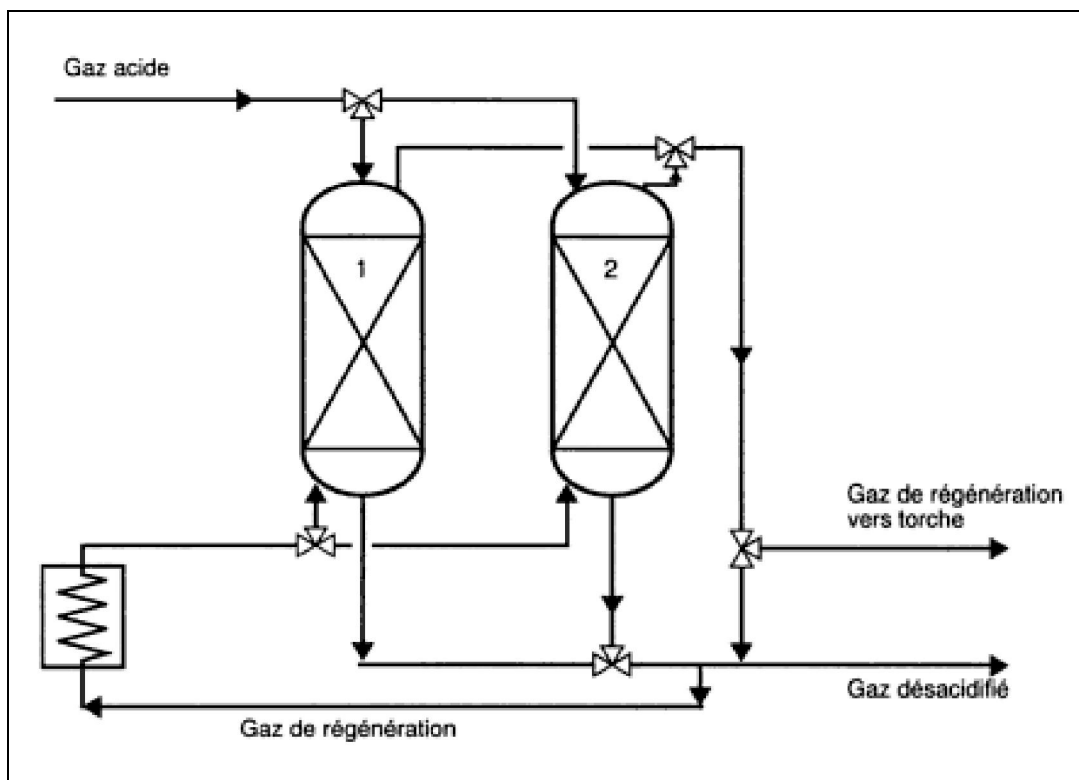 Gaz acide
1
2
Gaz de régénération
vers torche
Gaz désacidifié
Gaz de régénération